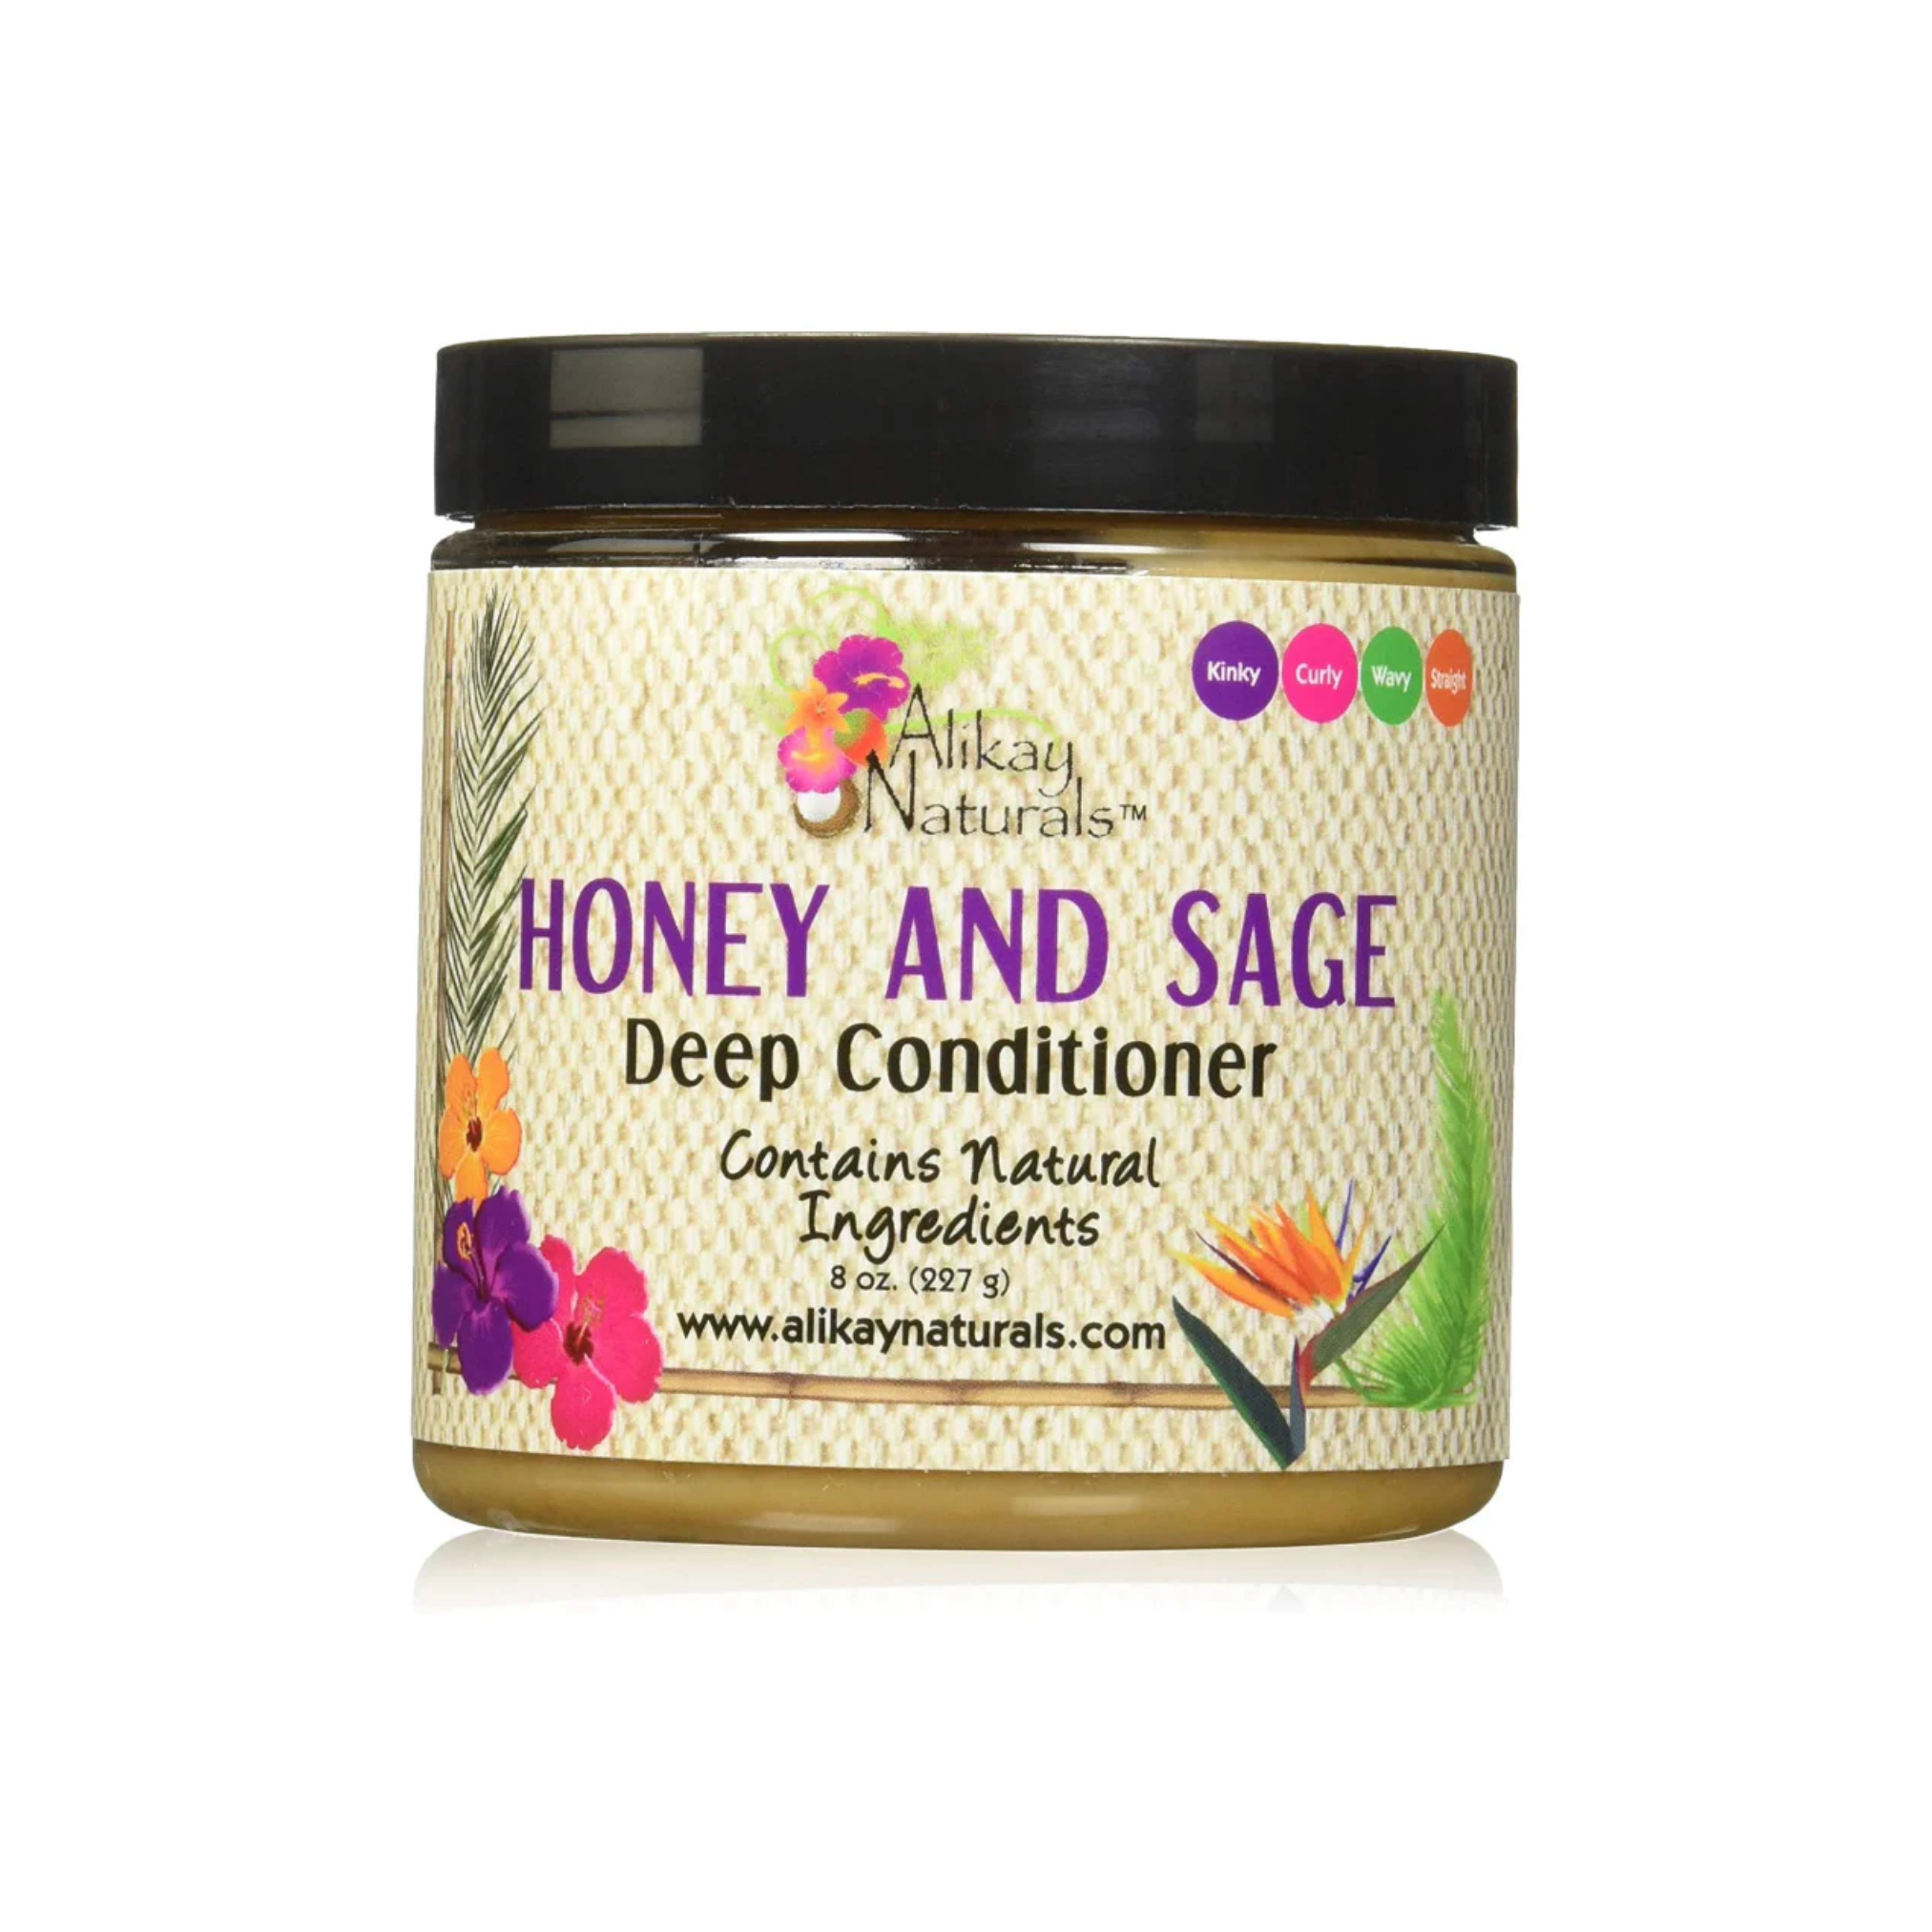 Kinky Curly Wavy Straight
Alikay
Naturals™
HONEY AND SAGE
Deep Conditioner
Contains Natural
Ingredients
8 oz. (227 g)
www.alikaynaturals.com